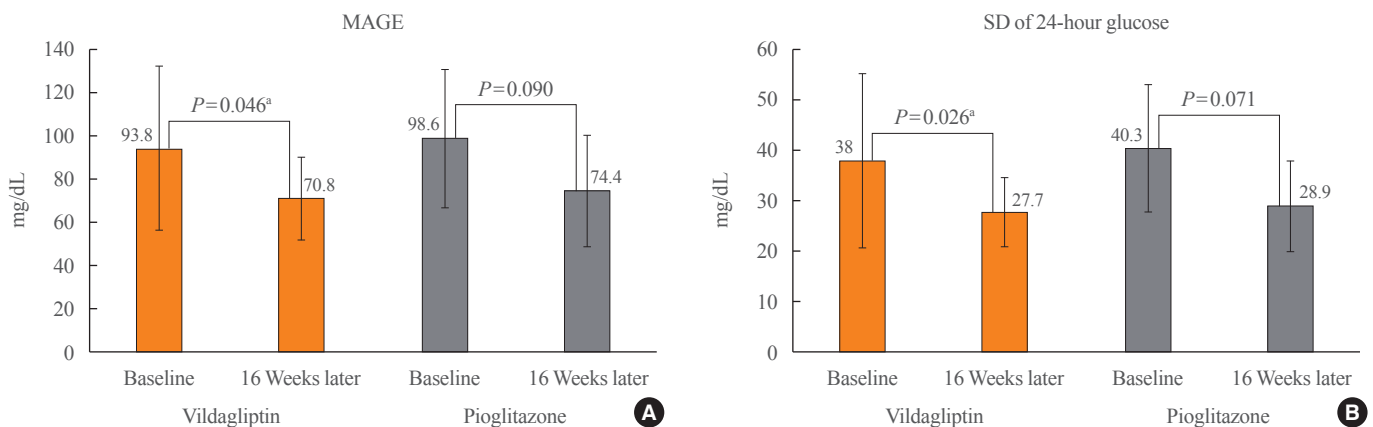 MAGE
140
120
100
80
60
40
20
0
mg/dL
93.8
P=0.046ᵃ
70.8
98.6
P=0.090
74.4
Baseline
16 Weeks later
Baseline
16 Weeks later
Vildagliptin
Pioglitazone
A
SD of 24-hour glucose
60
50
40
30
20
10
0
mg/dL
38
P=0.026ᵃ
27.7
40.3
P=0.071
28.9
Baseline
16 Weeks later
Baseline
16 Weeks later
Vildagliptin
Pioglitazone
B